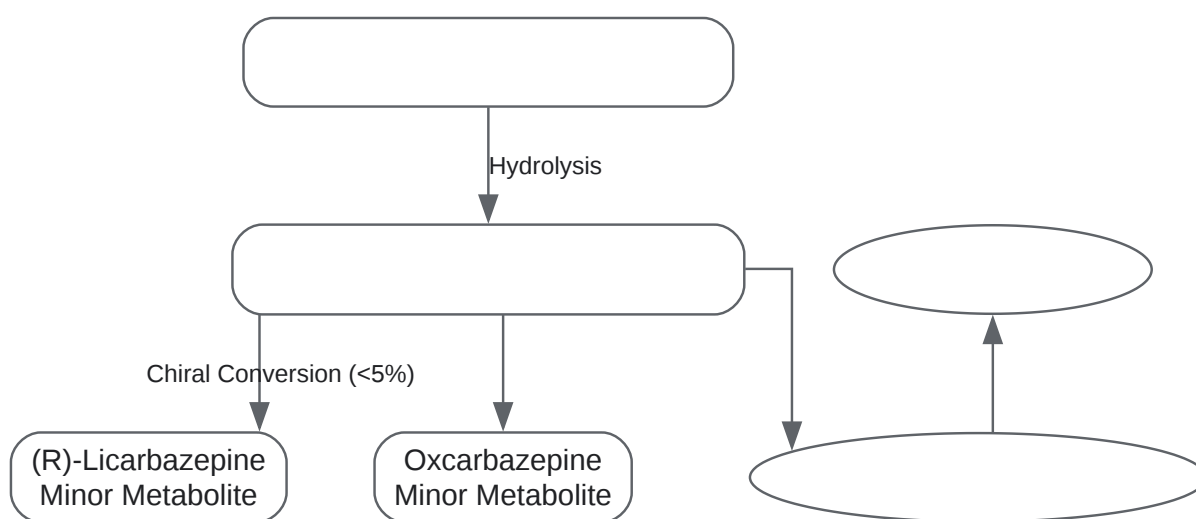 Hydrolysis
Chiral Conversion (<5%)
(R)-Licarbazepine
Minor Metabolite
Oxcarbazepine
Minor Metabolite